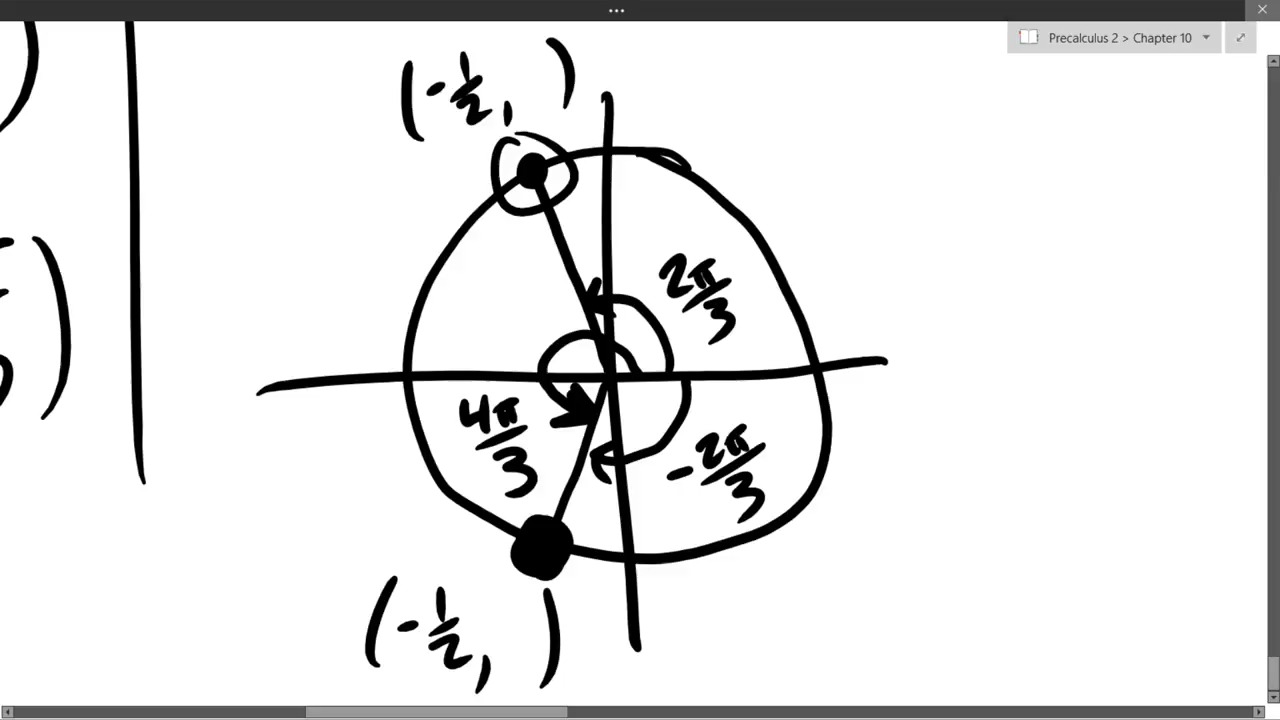 ...
Precalculus 2 > Chapter 10
(-1/2, )
2π/3
4π/3
-2π/3
(-1/2, )